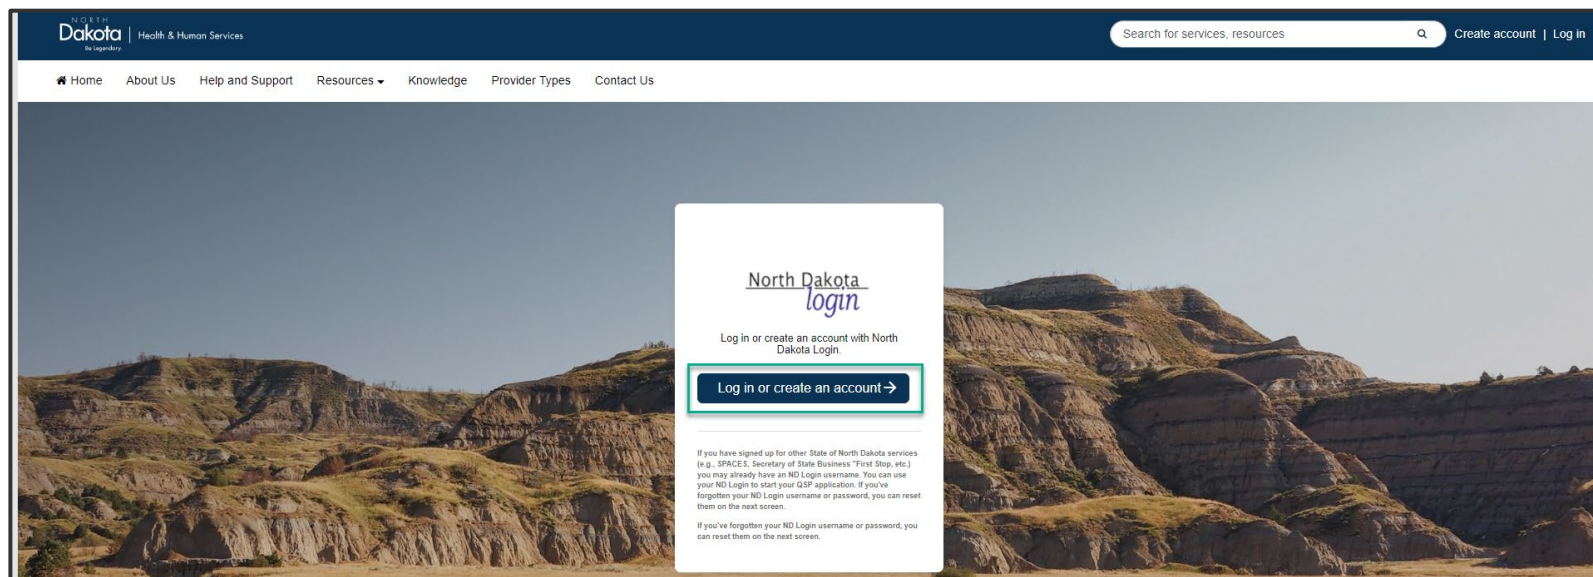 NORTH
Dakota | Health & Human Services
Be Legendary.
Search for services, resources
Create account | Log in
Home About Us Help and Support Resources Knowledge Provider Types Contact Us
North Dakota
login
Log in or create an account with North
Dakota Login.
Log in or create an account→
If you have signed up for other State of North Dakota services
(e.g., SPACES, Secretary of State Business "First Stop, etc.)
you may already have an ND Login username. You can use
your ND Login to start your QSP application. If you've
forgotten your ND Login username or password, you can reset
them on the next screen.
If you've forgotten your ND Login username or password, you
can reset them on the next screen.